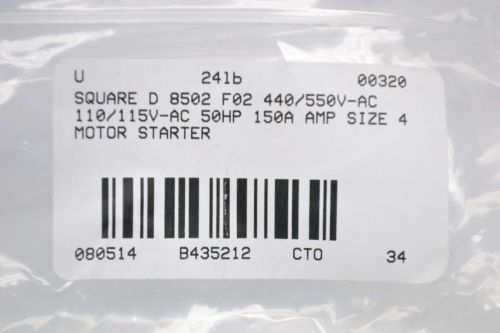 U 24lb 00320
SQUARE D 8502 F02 440/550V-AC
110/115V-AC 50HP 150A AMP SIZE 4
MOTOR STARTER
080514 B435212 CTO 34